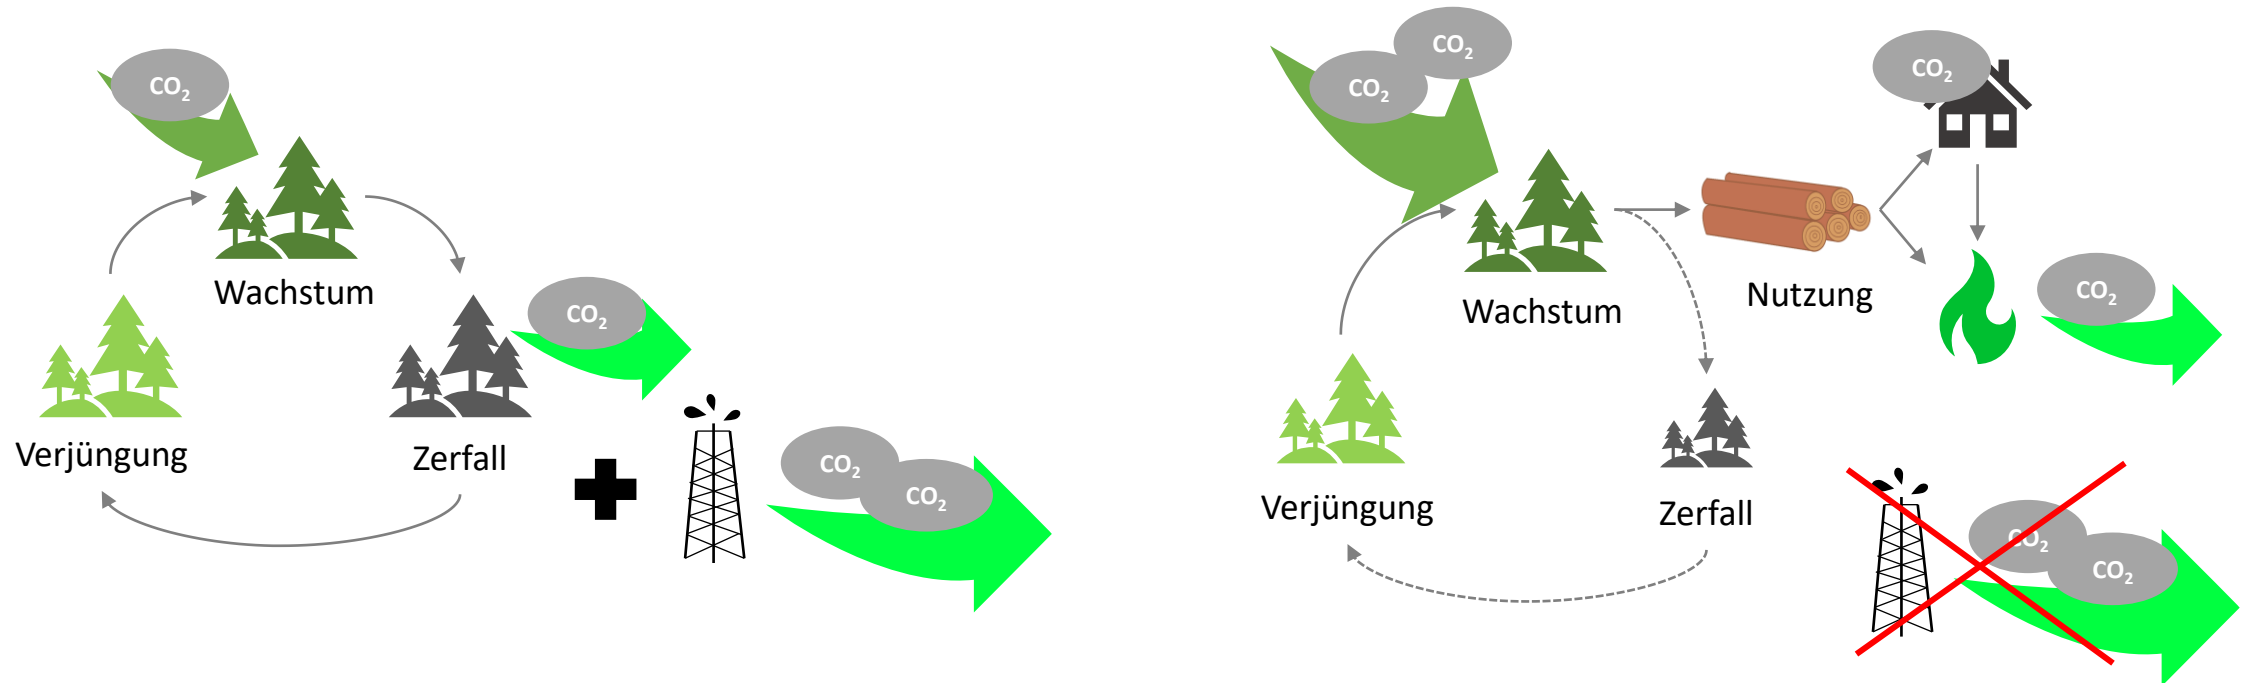 CO₂
Wachstum
CO₂
Verjüngung
Zerfall
CO₂
CO₂
CO₂
CO₂
CO₂
Wachstum
Nutzung
CO₂
Verjüngung
Zerfall
CO₂
CO₂